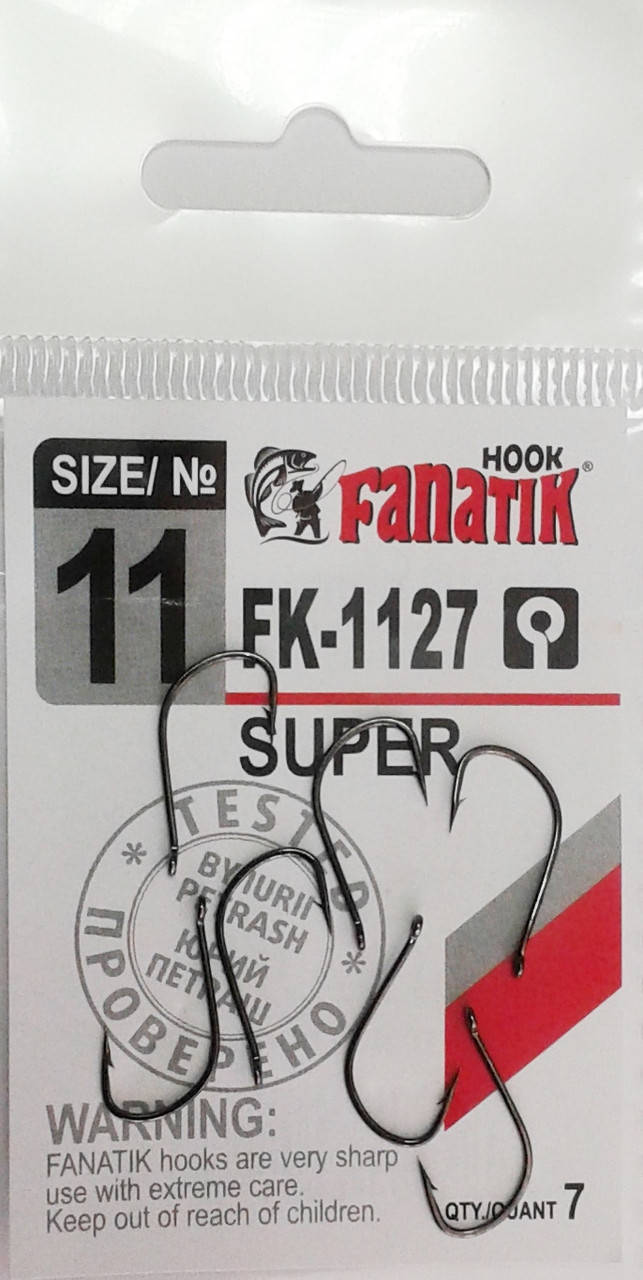 SIZE/ №
11
HOOK
FANATIK®
FK-1127
SUPER
TESTED
BY IURII
PETRASH
ЮРИЙ
ПЕТРАШ
ПРОВЕРЕНО
WARNING:
FANATIK hooks are very sharp
use with extreme care.
Keep out of reach of children.
QTY./QUANT 7